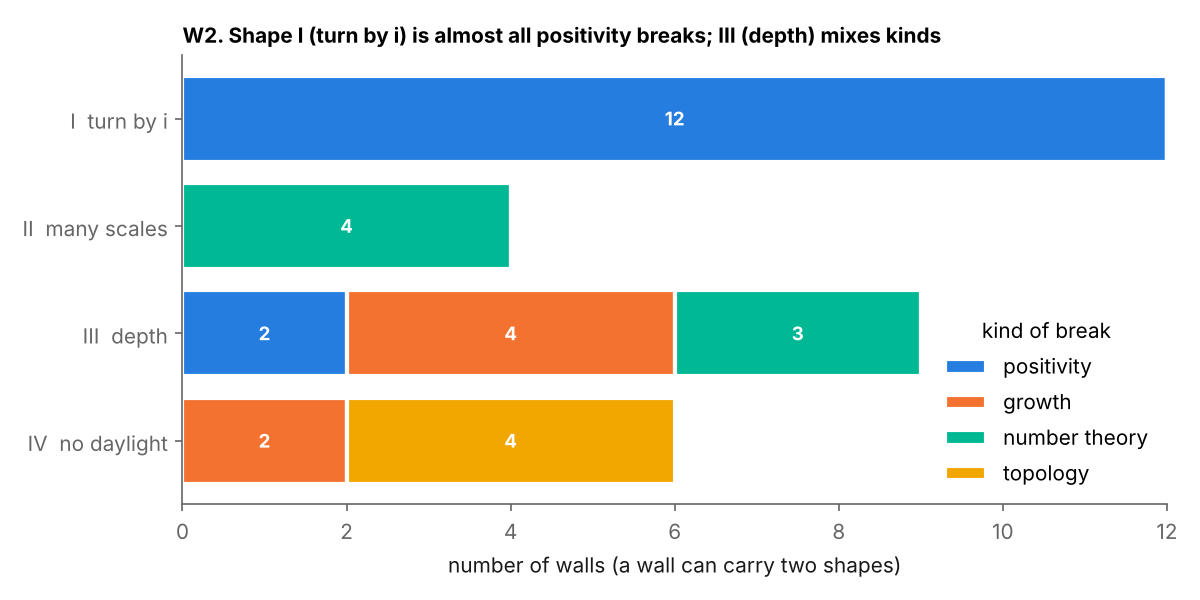 W2. Shape I (turn by i) is almost all positivity breaks; III (depth) mixes kinds
I turn by i
12
II many scales
4
III depth
2
4
3
IV no daylight
2
4
kind of break
positivity
growth
number theory
topology
0 2 4 6 8 10 12
number of walls (a wall can carry two shapes)